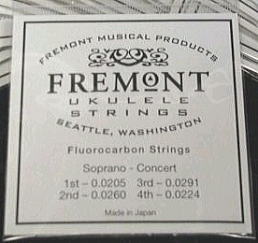 FREMONT MUSICAL PRODUCTS
FREMONT
UKULELE
STRINGS
SEATTLE, WASHINGTON
Fluorocarbon Strings
Soprano - Concert
1st – 0.0205 3rd – 0.0291
2nd – 0.0260 4th – 0.0224
Made in Japan